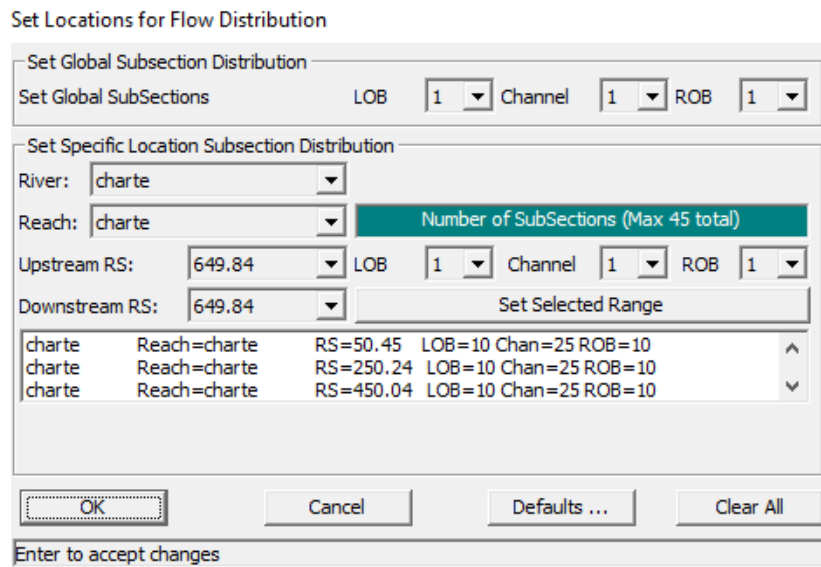 Set Locations for Flow Distribution
Set Global Subsection Distribution
Set Global SubSections LOB 1 Channel 1 ROB 1
Set Specific Location Subsection Distribution
River: charte
Reach: charte Number of SubSections (Max 45 total)
Upstream RS: 649.84 LOB 1 Channel 1 ROB 1
Downstream RS: 649.84 Set Selected Range
charte Reach=charte RS=50.45 LOB=10 Chan=25 ROB=10
charte Reach=charte RS=250.24 LOB=10 Chan=25 ROB=10
charte Reach=charte RS=450.04 LOB=10 Chan=25 ROB=10
OK Cancel Defaults ... Clear All
Enter to accept changes